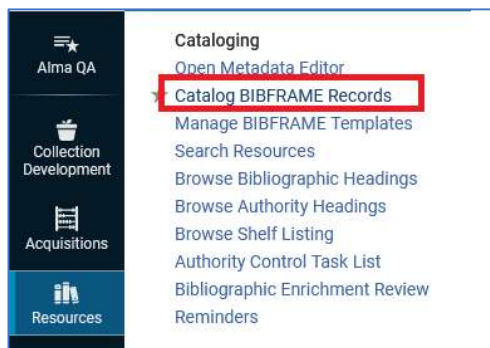 Alma QA
Collection
Development
Acquisitions
Resources
Cataloging
Open Metadata Editor
Catalog BIBFRAME Records
Manage BIBFRAME Templates
Search Resources
Browse Bibliographic Headings
Browse Authority Headings
Browse Shelf Listing
Authority Control Task List
Bibliographic Enrichment Review
Reminders